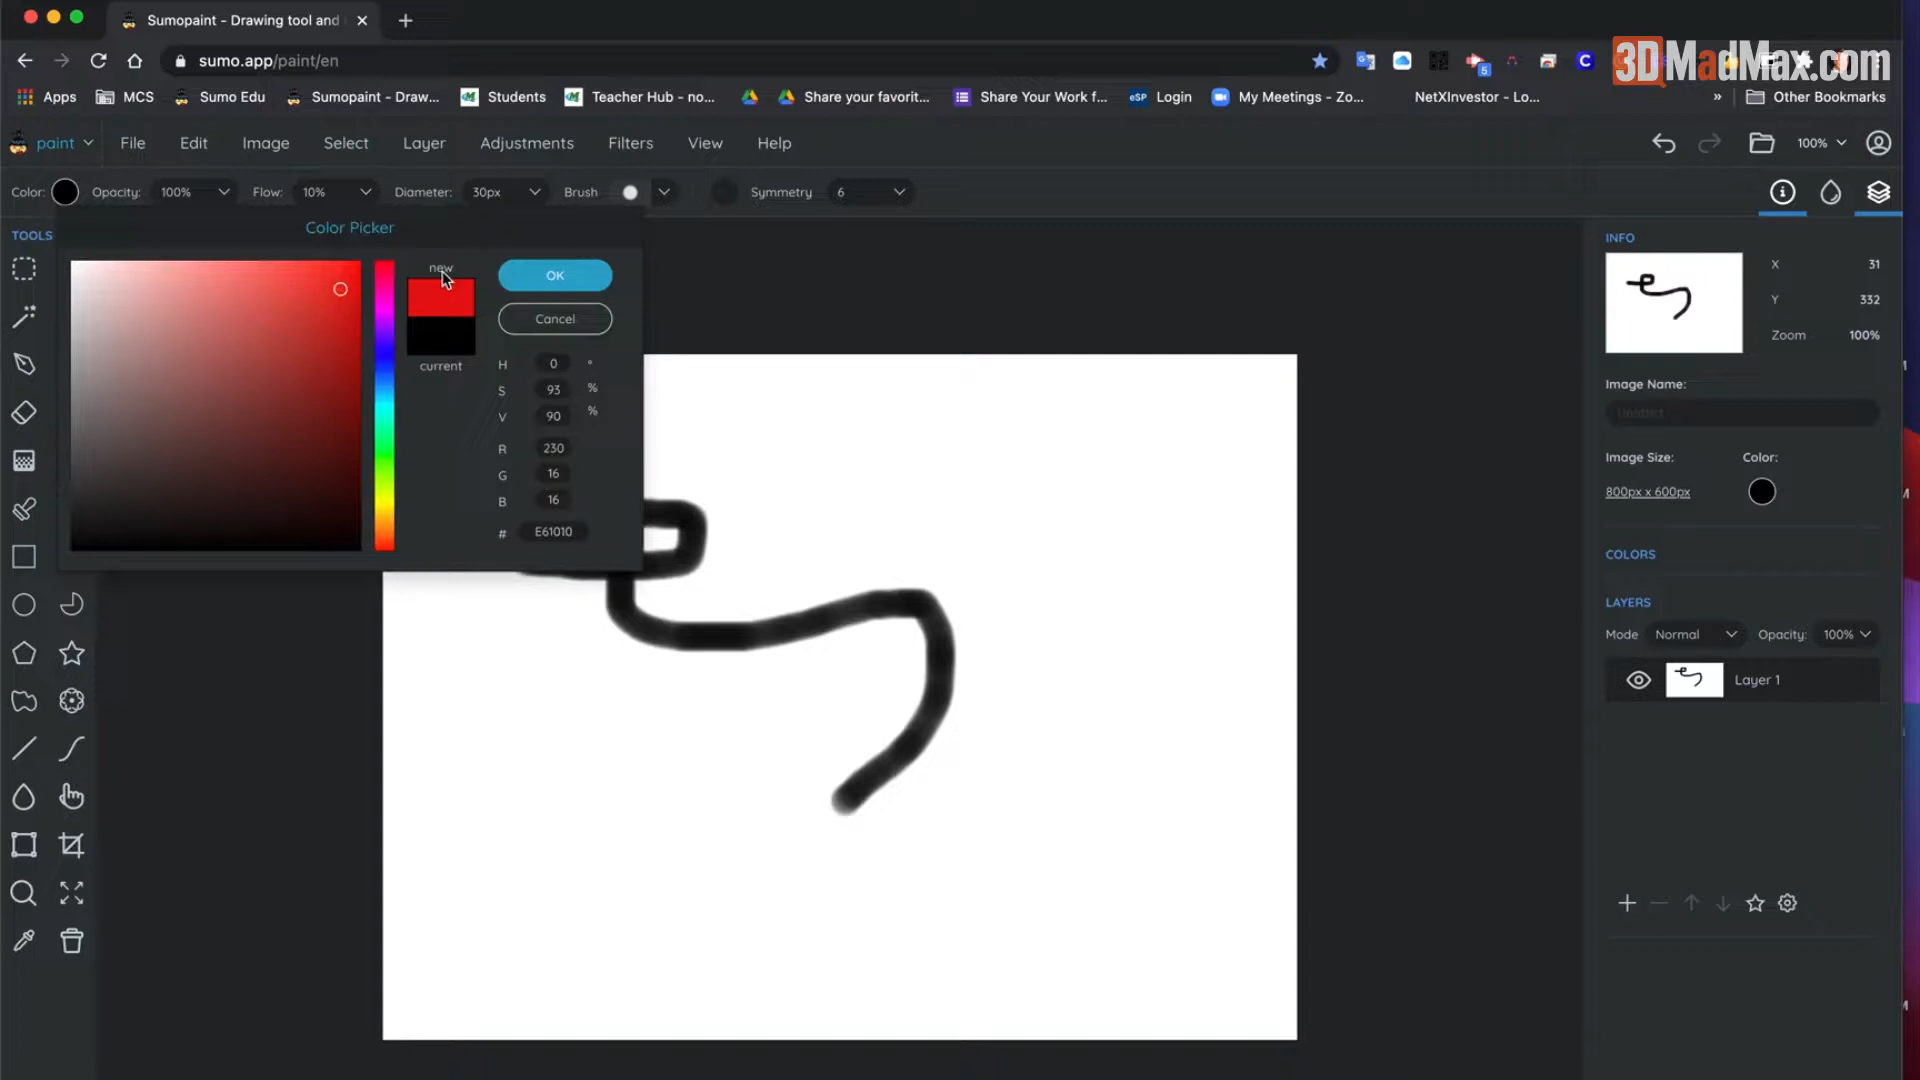 Sumopaint - Drawing tool and
3DMadMax.com
sumo.app/paint/en
5
C
Apps MCS Sumo Edu Sumopaint - Draw... Students Teacher Hub - no... Share your favorit... Share Your Work f... eSP Login My Meetings - Zo... NetXInvestor - Lo... » Other Bookmarks
paint File Edit Image Select Layer Adjustments Filters View Help 100%
Color: Opacity: 100% Flow: 10% Diameter: 30px Brush Symmetry 6
Color Picker
TOOLS
new
OK
Cancel
current
H 0 °
S 93 %
V 90 %
R 230
G 16
B 16
# E61010
INFO
X 31
Y 332
Zoom 100%
Image Name:
Untitled
Image Size: Color:
800px x 600px
COLORS
LAYERS
Mode Normal Opacity: 100%
Layer 1